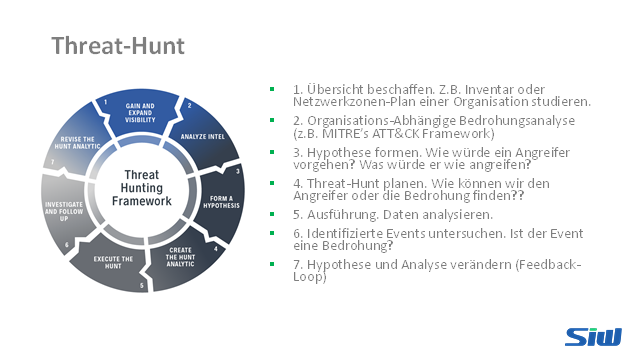 Threat-Hunt
1
GAIN AND
EXPAND
VISIBILITY
2
ANALYZE INTEL
3
FORM A
HYPOTHESIS
4
CREATE
THE HUNT
ANALYTIC
5
EXECUTE THE
HUNT
6
INVESTIGATE
AND FOLLOW
UP
7
REVISE THE
HUNT ANALYTIC
Threat
Hunting
Framework
1. Übersicht beschaffen. Z.B. Inventar oder
Netzwerkzonen-Plan einer Organisation studieren.
2. Organisations-Abhängige Bedrohungsanalyse
(z.B. MITRE's ATT&CK Framework)
3. Hypothese formen. Wie würde ein Angreifer
vorgehen? Was würde er wie angreifen?
4. Threat-Hunt planen. Wie können wir den
Angreifer oder die Bedrohung finden??
5. Ausführung. Daten analysieren.
6. Identifizierte Events untersuchen. Ist der Event
eine Bedrohung?
7. Hypothese und Analyse verändern (Feedback-
Loop)
SiW